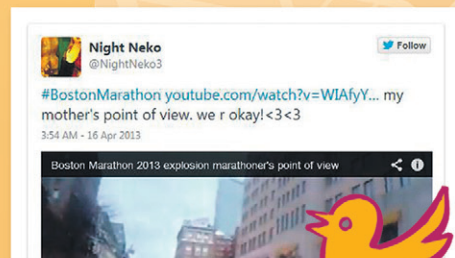 Night Neko
Follow
@NightNeko3
#BostonMarathon youtube.com/watch?v=WIAfyY... my
mother's point of view. we r okay!<3<3
3:54 AM - 16 Apr 2013
Boston Marathon 2013 explosion marathoner's point of view